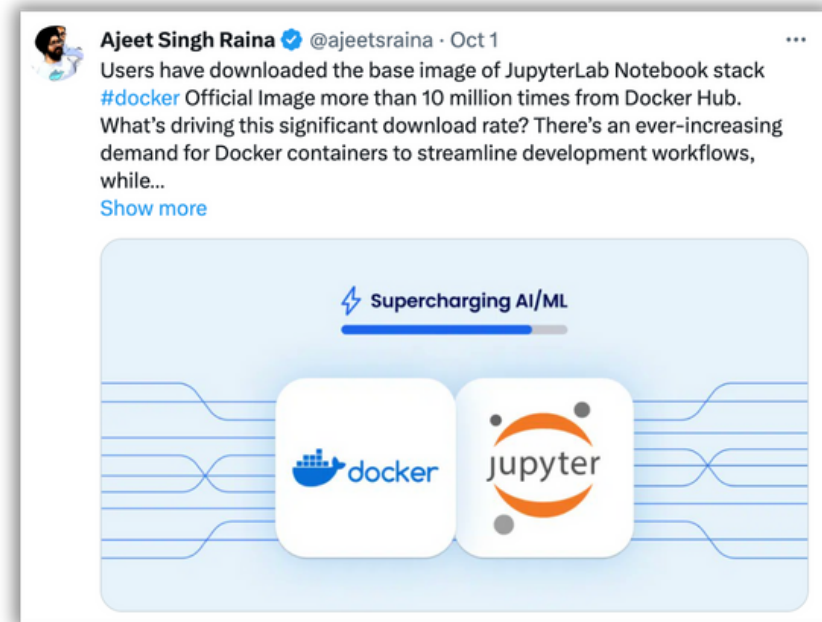 Ajeet Singh Raina @ajeetsraina · Oct 1
Users have downloaded the base image of JupyterLab Notebook stack
#docker Official Image more than 10 million times from Docker Hub.
What’s driving this significant download rate? There’s an ever-increasing
demand for Docker containers to streamline development workflows,
while...
Show more
Supercharging AI/ML
docker
jupyter